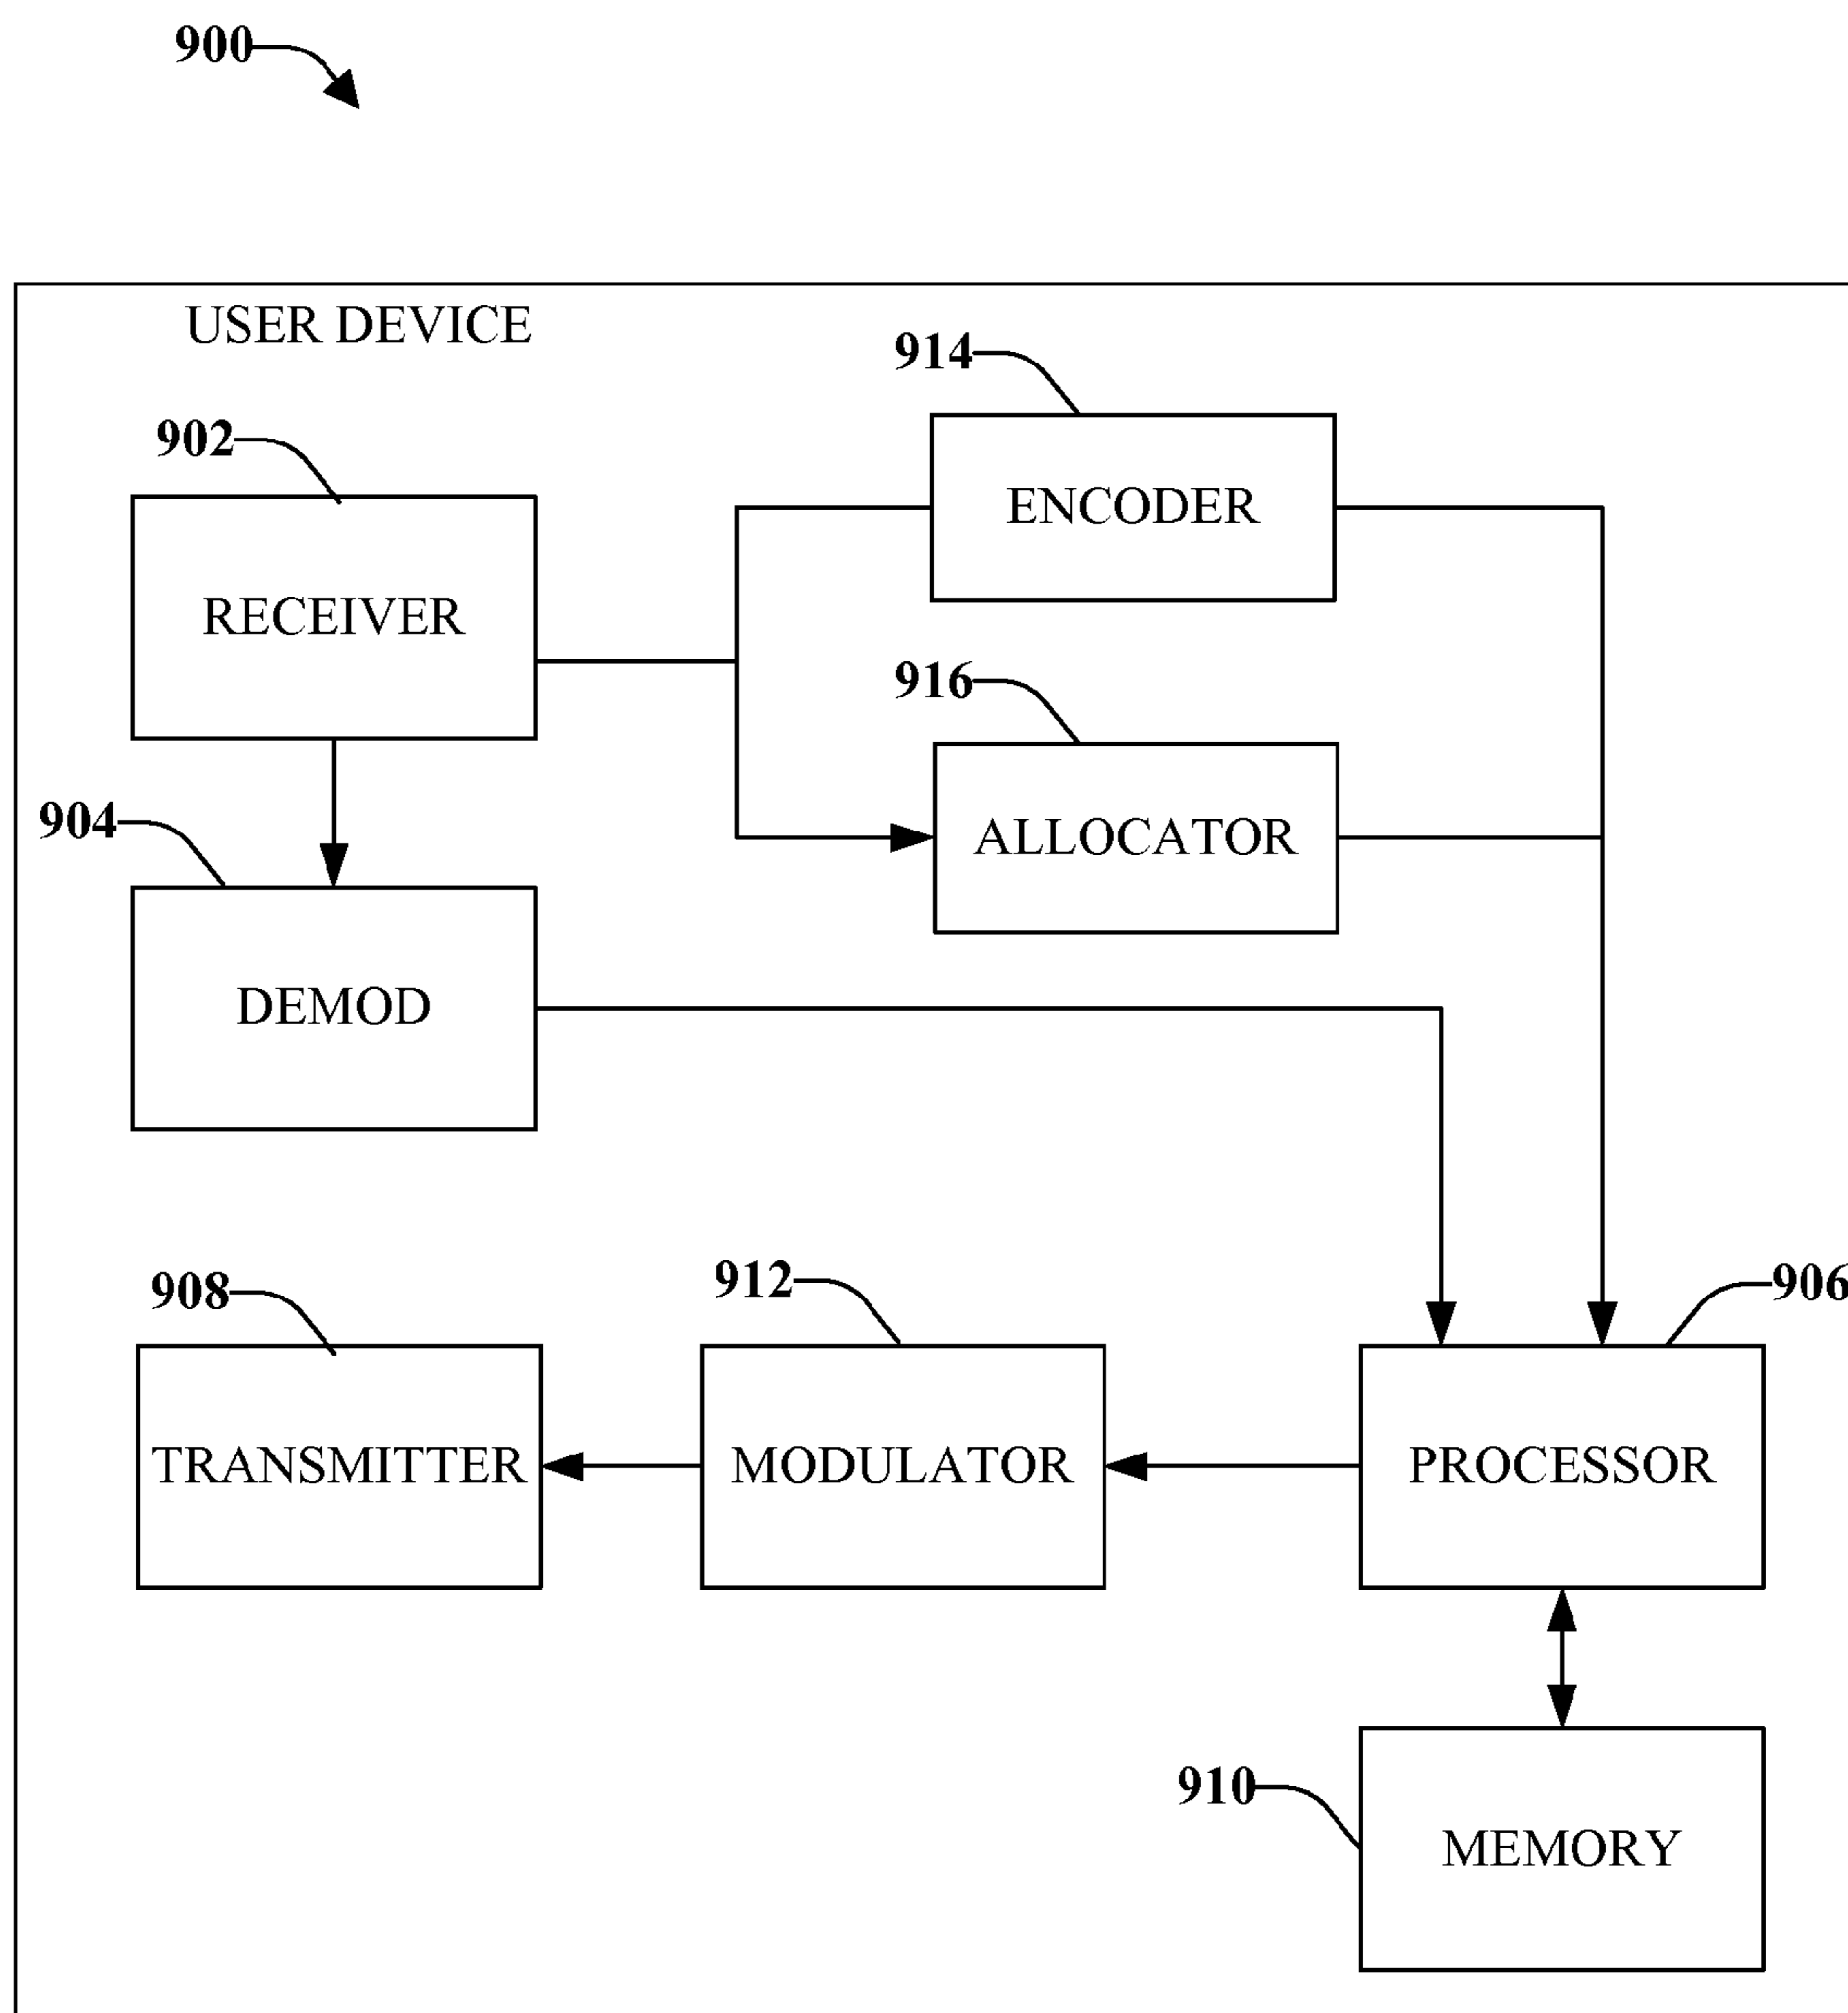 900
USER DEVICE
914
902
ENCODER
RECEIVER
916
904
ALLOCATOR
DEMOD
908
912
906
TRANSMITTER
MODULATOR
PROCESSOR
910
MEMORY